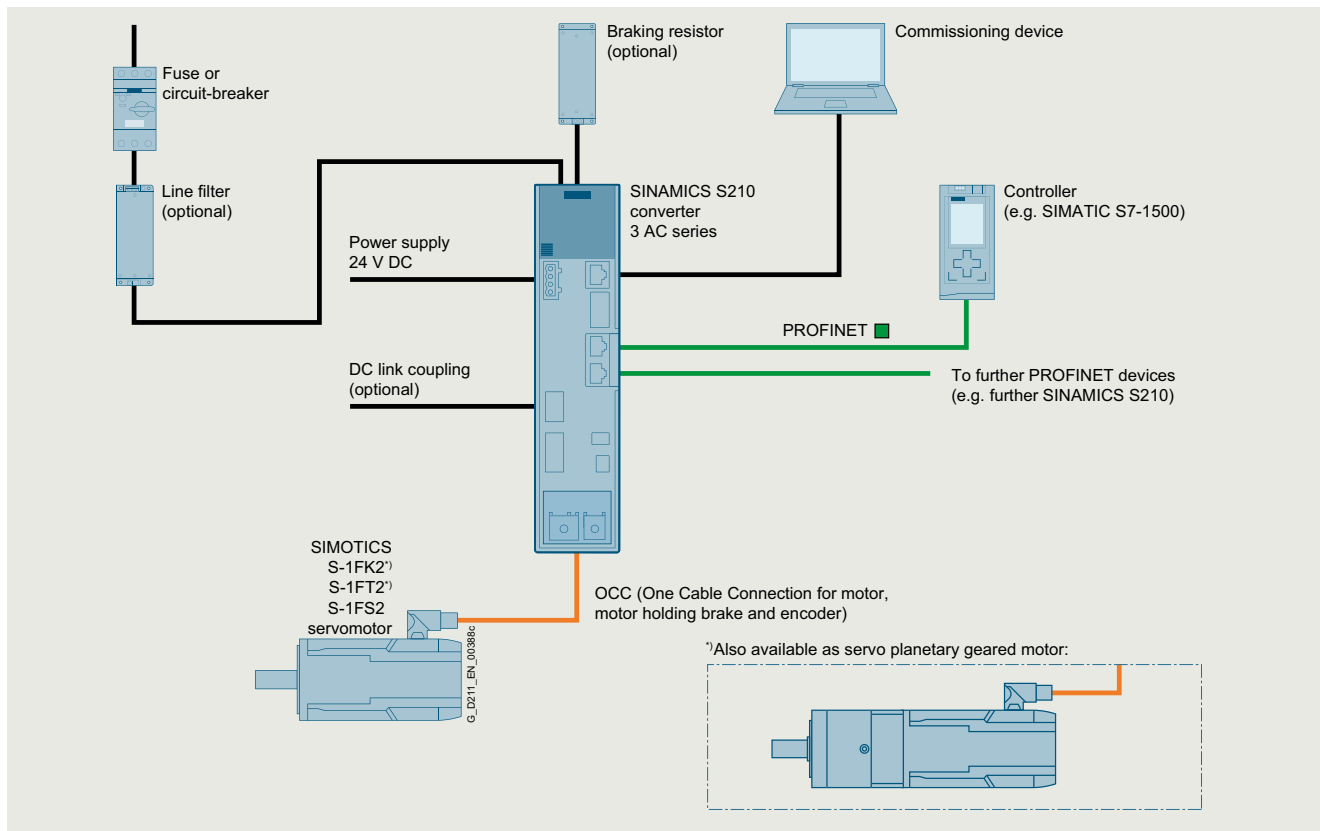 Fuse or
circuit-breaker
Braking resistor
(optional)
Commissioning device
Line filter
(optional)
SINAMICS S210
converter
3 AC series
Controller
(e.g. SIMATIC S7-1500)
Power supply
24 V DC
PROFINET
DC link coupling
(optional)
To further PROFINET devices
(e.g. further SINAMICS S210)
SIMOTICS
S-1FK2*)
S-1FT2*)
S-1FS2
servomotor
OCC (One Cable Connection for motor,
motor holding brake and encoder)
G_D211_EN_00388c
*)Also available as servo planetary geared motor: